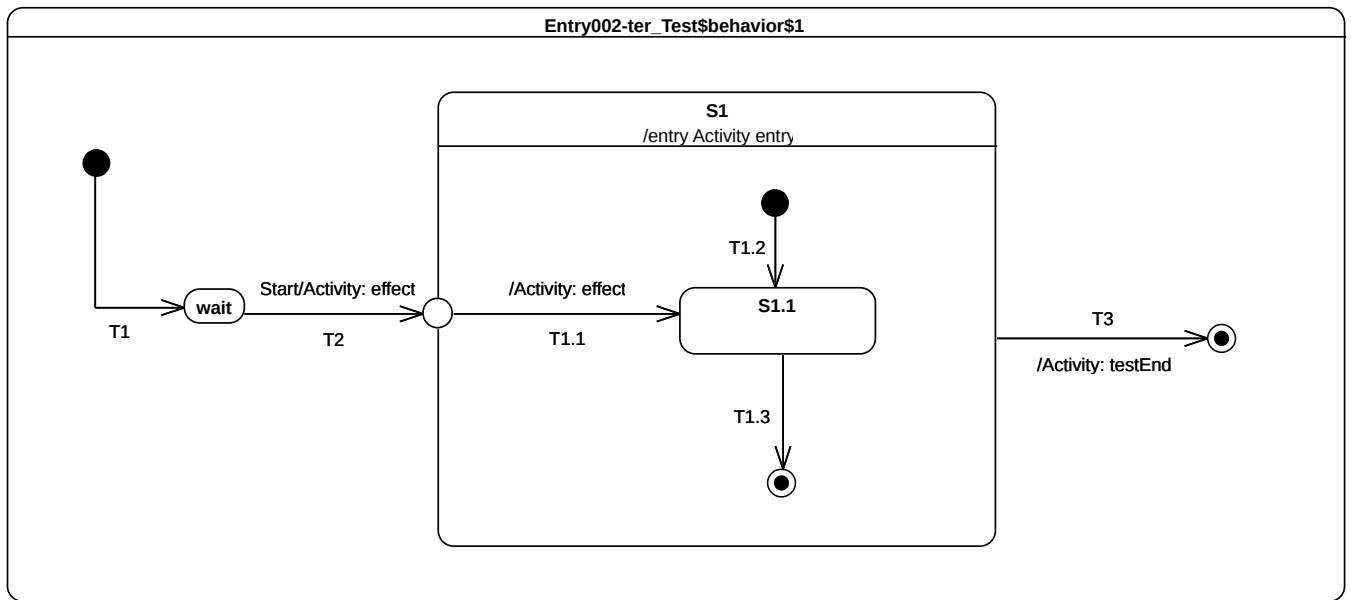 Entry002-ter_Test$behavior$1
S1
/entry Activity entry
T1.2
Start/Activity: effect
/Activity: effect
wait
S1.1
T1
T2
T1.1
T3
/Activity: testEnd
T1.3